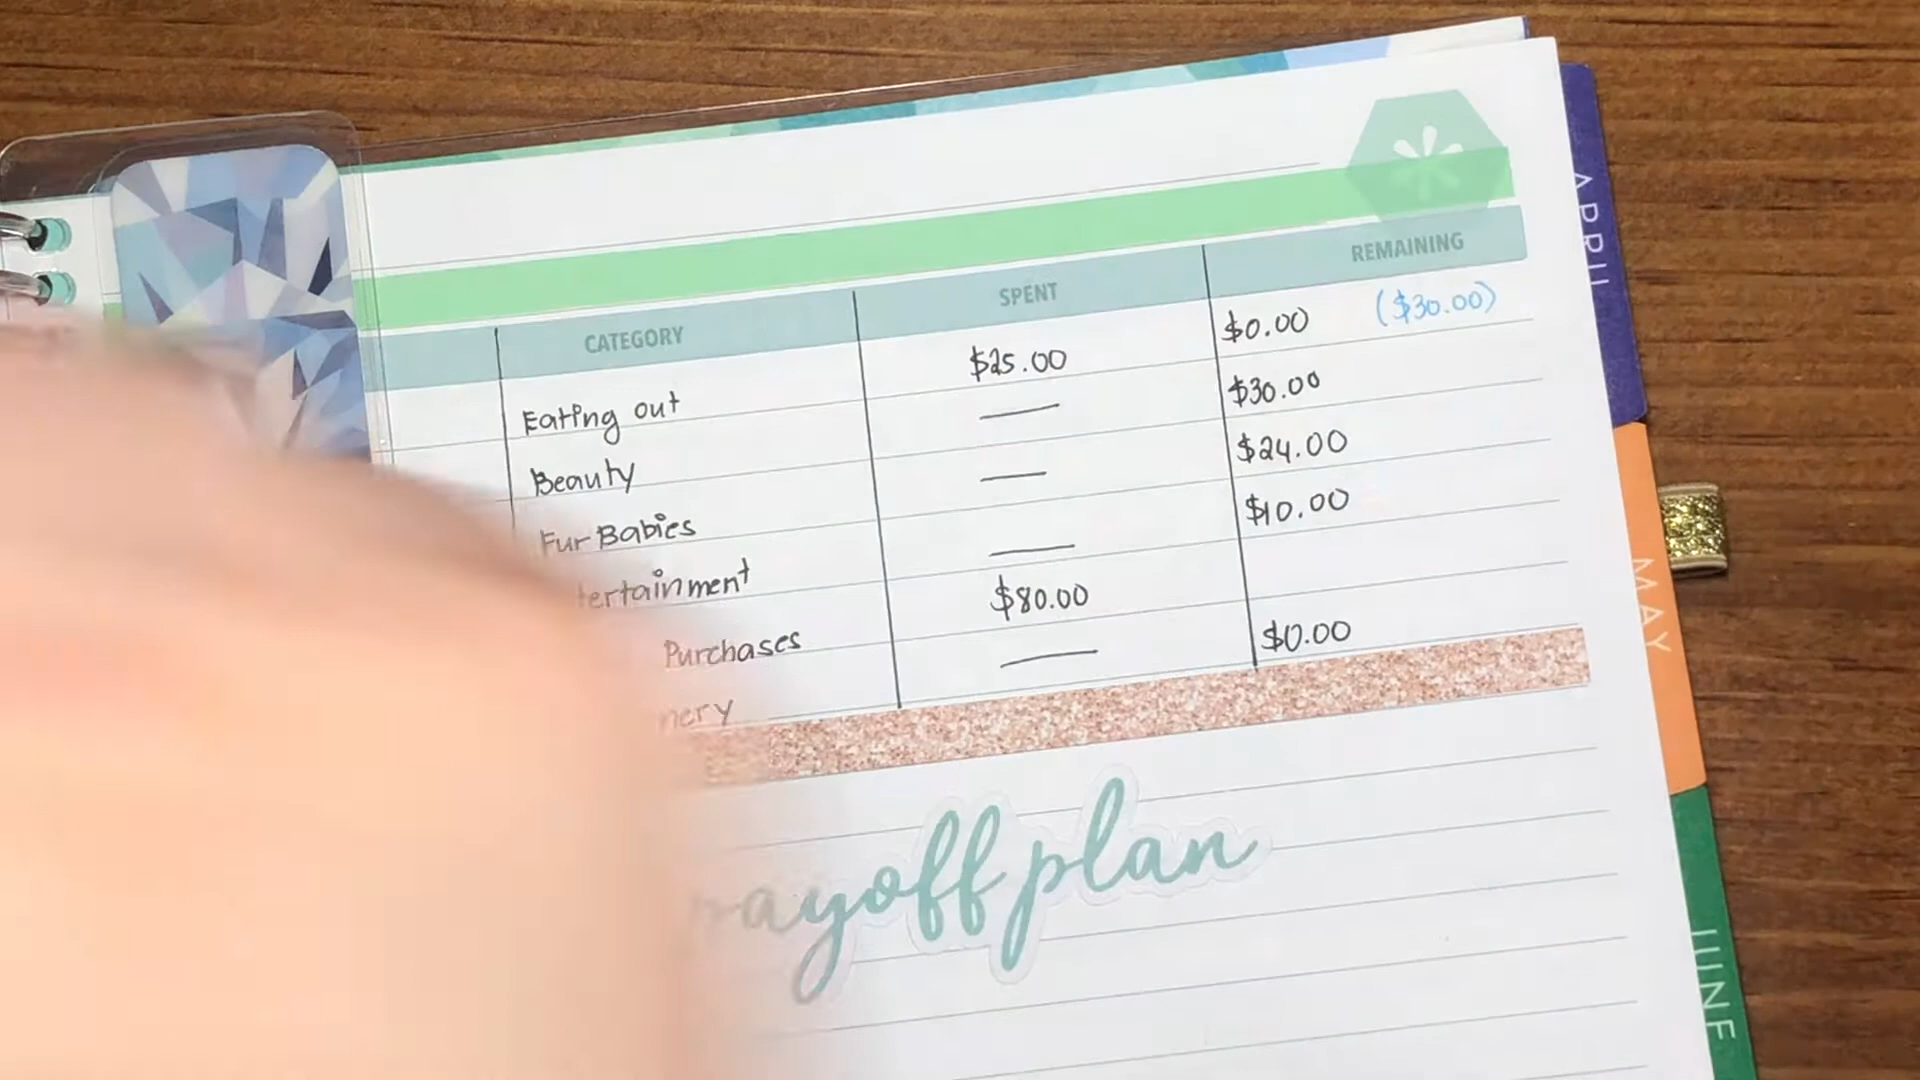 CATEGORY SPENT REMAINING
Eating out $25.00 $0.00 ($30.00)
Beauty — $30.00
Fur Babies — $24.00
— $10.00
Purchases $80.00
— $0.00
plan
APRIL
MAY
JUNE